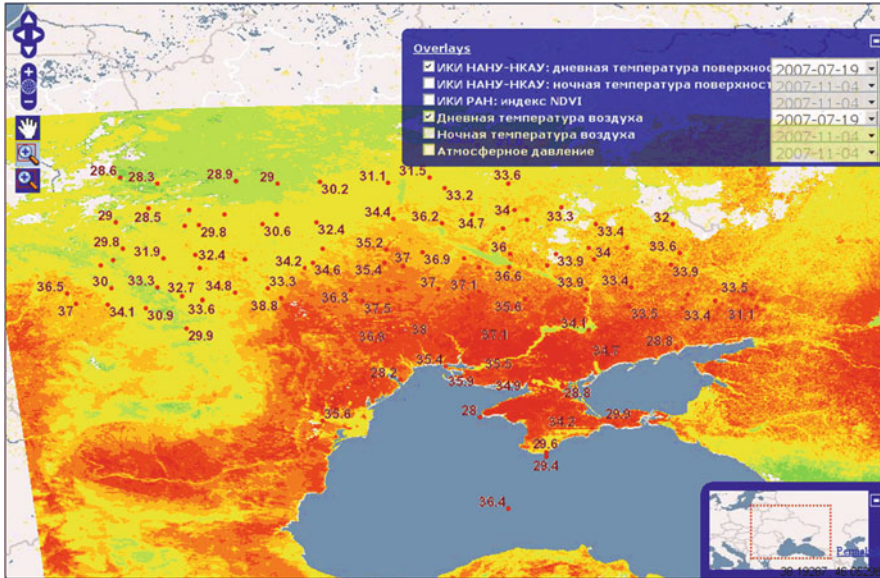 Overlays
ИКИ НАНУ-НКАУ: дневная температура поверхнос 2007-07-19
ИКИ НАНУ-НКАУ: ночная температура поверхност 2007-11-04
ИКИ РАН: индекс NDVI 2007-11-04
Дневная температура воздуха 2007-07-19
Ночная температура воздуха 2007-11-04
Атмосферное давление 2007-11-04
28.6 28.3 28.9 29 30.2 31.1 31.5 33.2 33.6
29 28.5 29.8 30.6 32.4 34.4 36.2 34.7 34 33.3 33.4 32
29.8 31.9 32.4 34.2 34.6 35.2 35.4 37 36.9 36 36.6 33.9 34 33.6 33.9
36.5 30 33.3 32.7 34.8 33.3 36.3 37.5 37 37.1 35.6 33.9 33.4 33.5
37 34.1 30.9 33.6 38.8 34.1 33.5 33.4 31.1
29.9 36.8 38 37.1 34.7 28.8
28.2 35.4 35.5
35.9 34.9 28.8
35.6 28 34.2 29.9
29.6
29.4
36.4